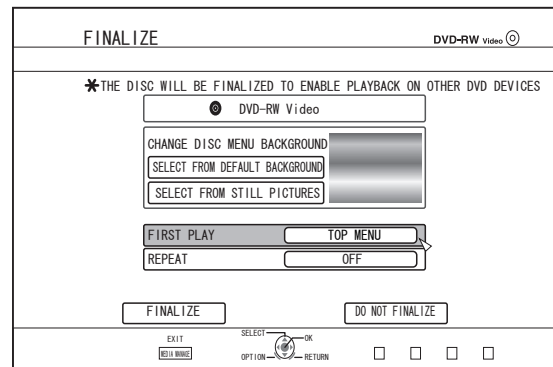 FINALIZE
DVD-RW Video
*THE DISC WILL BE FINALIZED TO ENABLE PLAYBACK ON OTHER DVD DEVICES
DVD-RW Video
CHANGE DISC MENU BACKGROUND
SELECT FROM DEFAULT BACKGROUND
SELECT FROM STILL PICTURES
FIRST PLAY TOP MENU
REPEAT OFF
FINALIZE DO NOT FINALIZE
EXIT
MEDIA MANAGE
SELECT OK
OPTION RETURN